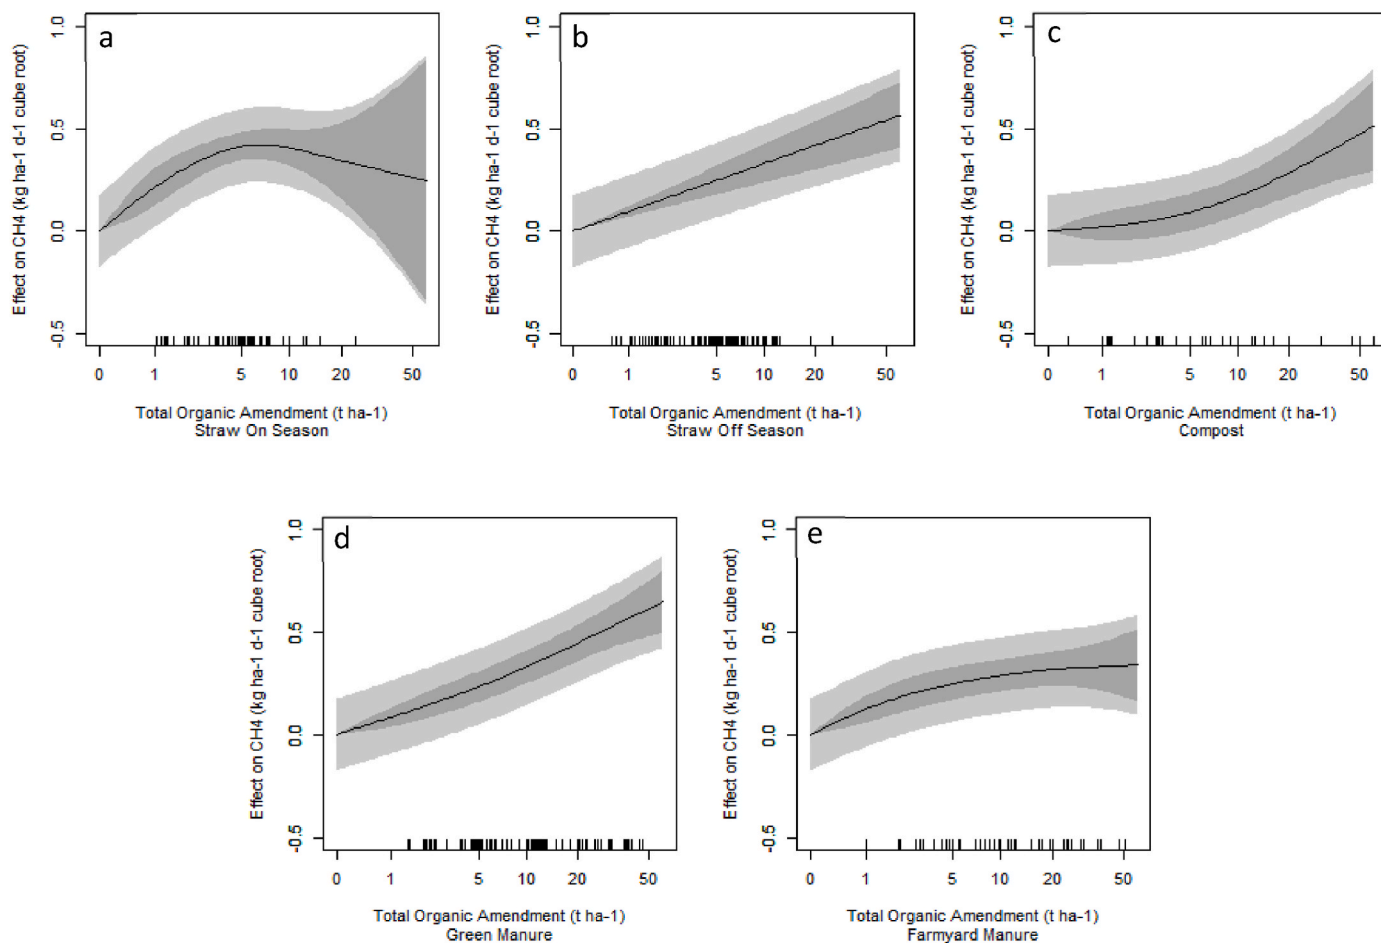 a
Effect on CH4 (kg ha-1 d-1 cube root)
1.0
0.5
0.0
-0.5
0 1 5 10 20 50
Total Organic Amendment (t ha-1)
Straw On Season
b
Effect on CH4 (kg ha-1 d-1 cube root)
1.0
0.5
0.0
-0.5
0 1 5 10 20 50
Total Organic Amendment (t ha-1)
Straw Off Season
c
Effect on CH4 (kg ha-1 d-1 cube root)
1.0
0.5
0.0
-0.5
0 1 5 10 20 50
Total Organic Amendment (t ha-1)
Compost
d
Effect on CH4 (kg ha-1 d-1 cube root)
1.0
0.5
0.0
-0.5
0 1 5 10 20 50
Total Organic Amendment (t ha-1)
Green Manure
e
Effect on CH4 (kg ha-1 d-1 cube root)
1.0
0.5
0.0
-0.5
0 1 5 10 20 50
Total Organic Amendment (t ha-1)
Farmyard Manure